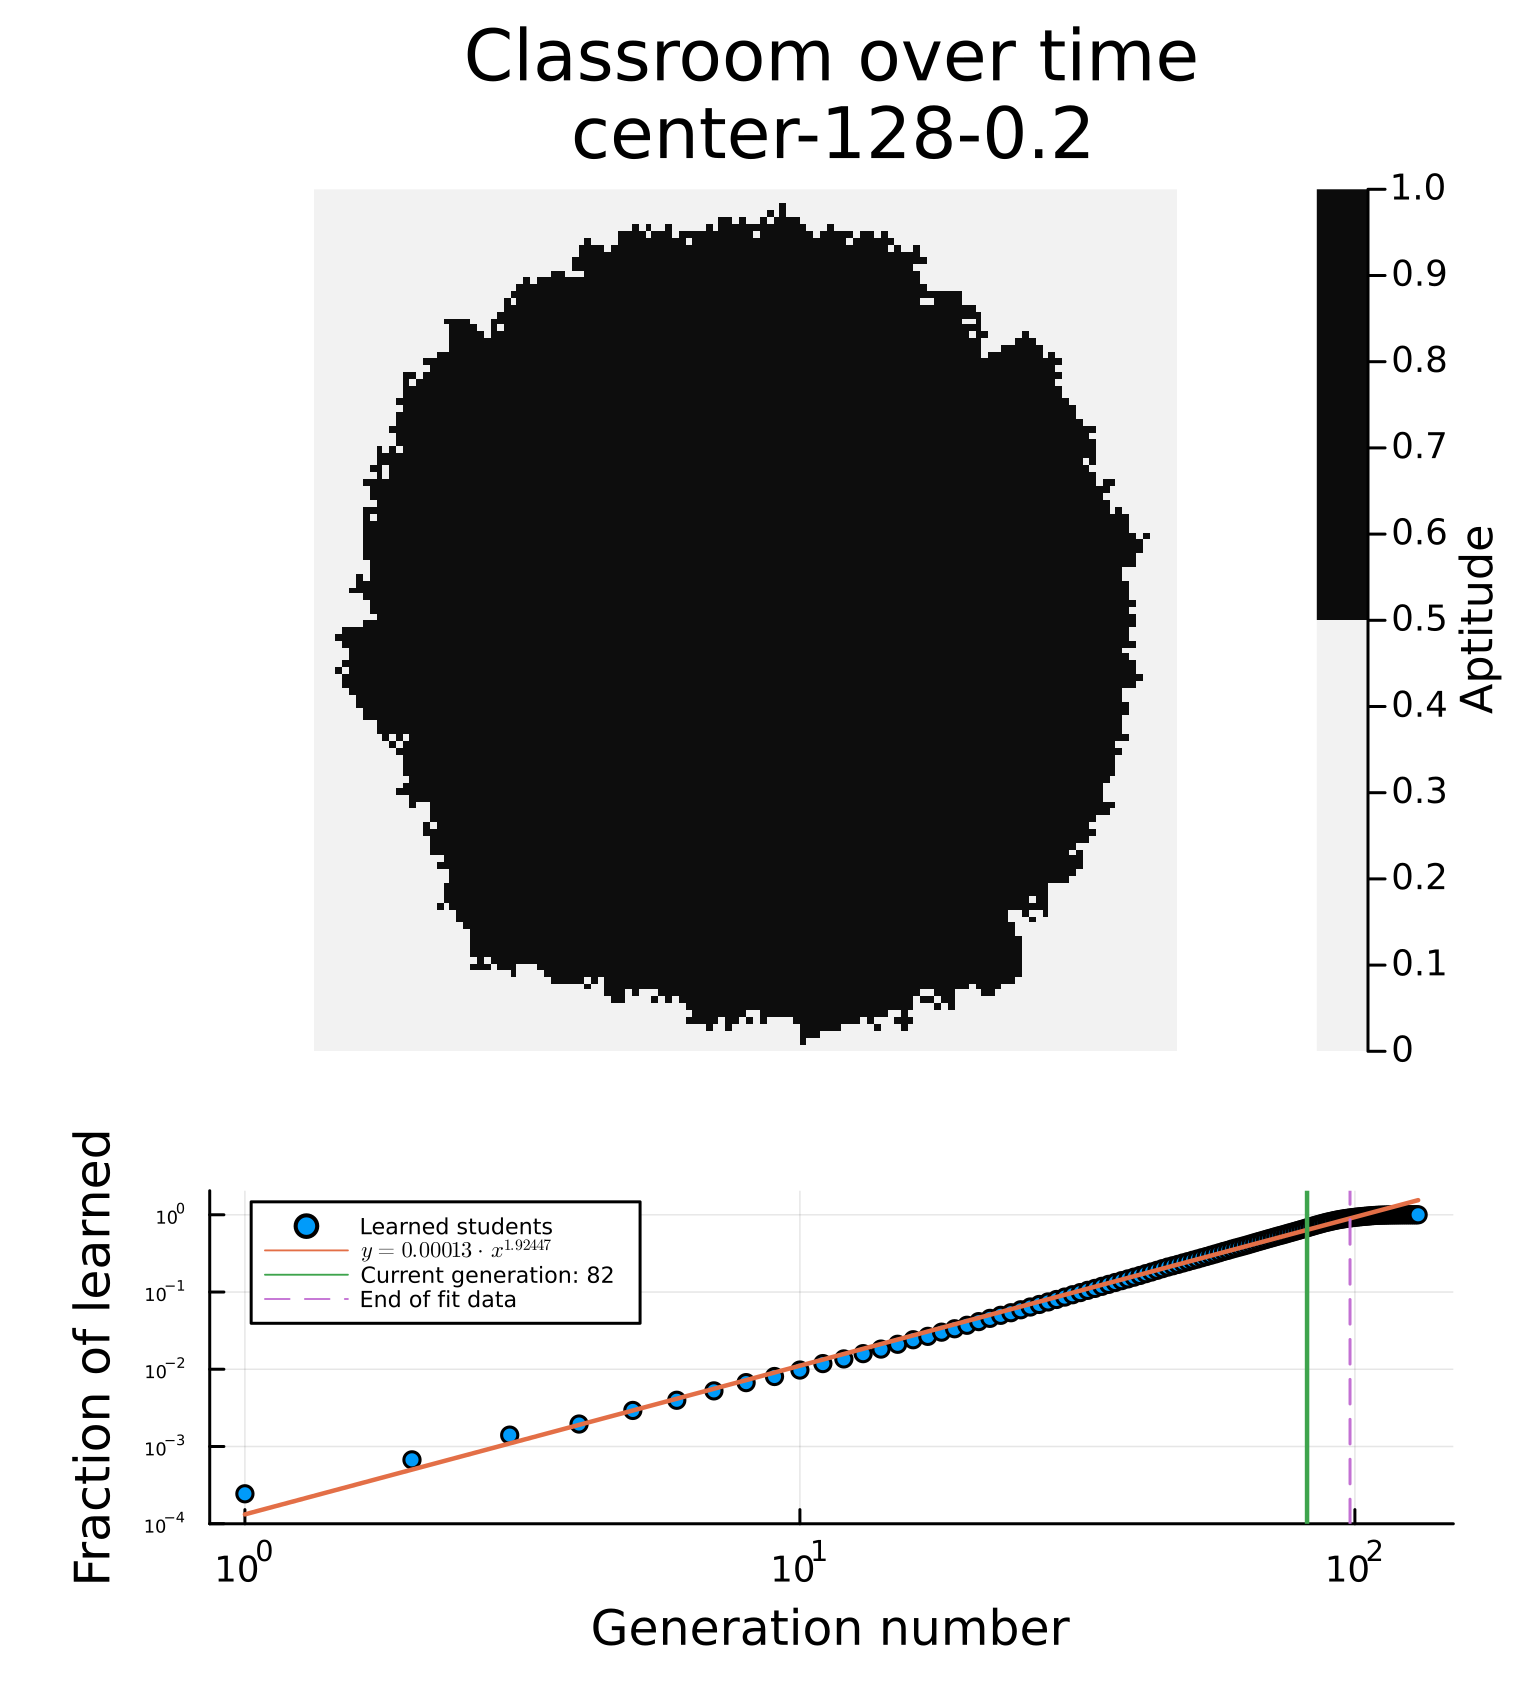 Classroom over time
center-128-0.2
1.0
0.9
0.8
0.7
0.6
0.5
0.4
0.3
0.2
0.1
0
Aptitude
Fraction of learned
10⁰
10⁻¹
10⁻²
10⁻³
10⁻⁴
Learned students
y = 0.00013 · x^1.92447
Current generation: 82
End of fit data
10⁰ 10¹ 10²
Generation number